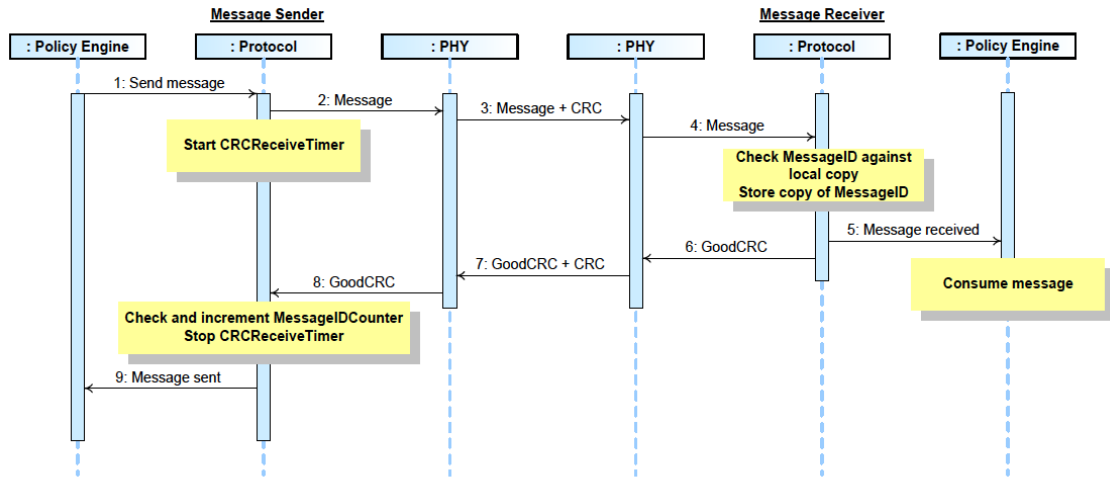 Message Sender
Message Receiver
: Policy Engine
: Protocol
: PHY
: PHY
: Protocol
: Policy Engine
1: Send message
2: Message
3: Message + CRC
4: Message
Start CRCReceiveTimer
Check MessageID against
local copy
Store copy of MessageID
5: Message received
6: GoodCRC
7: GoodCRC + CRC
8: GoodCRC
Consume message
Check and increment MessageIDCounter
Stop CRCReceiveTimer
9: Message sent